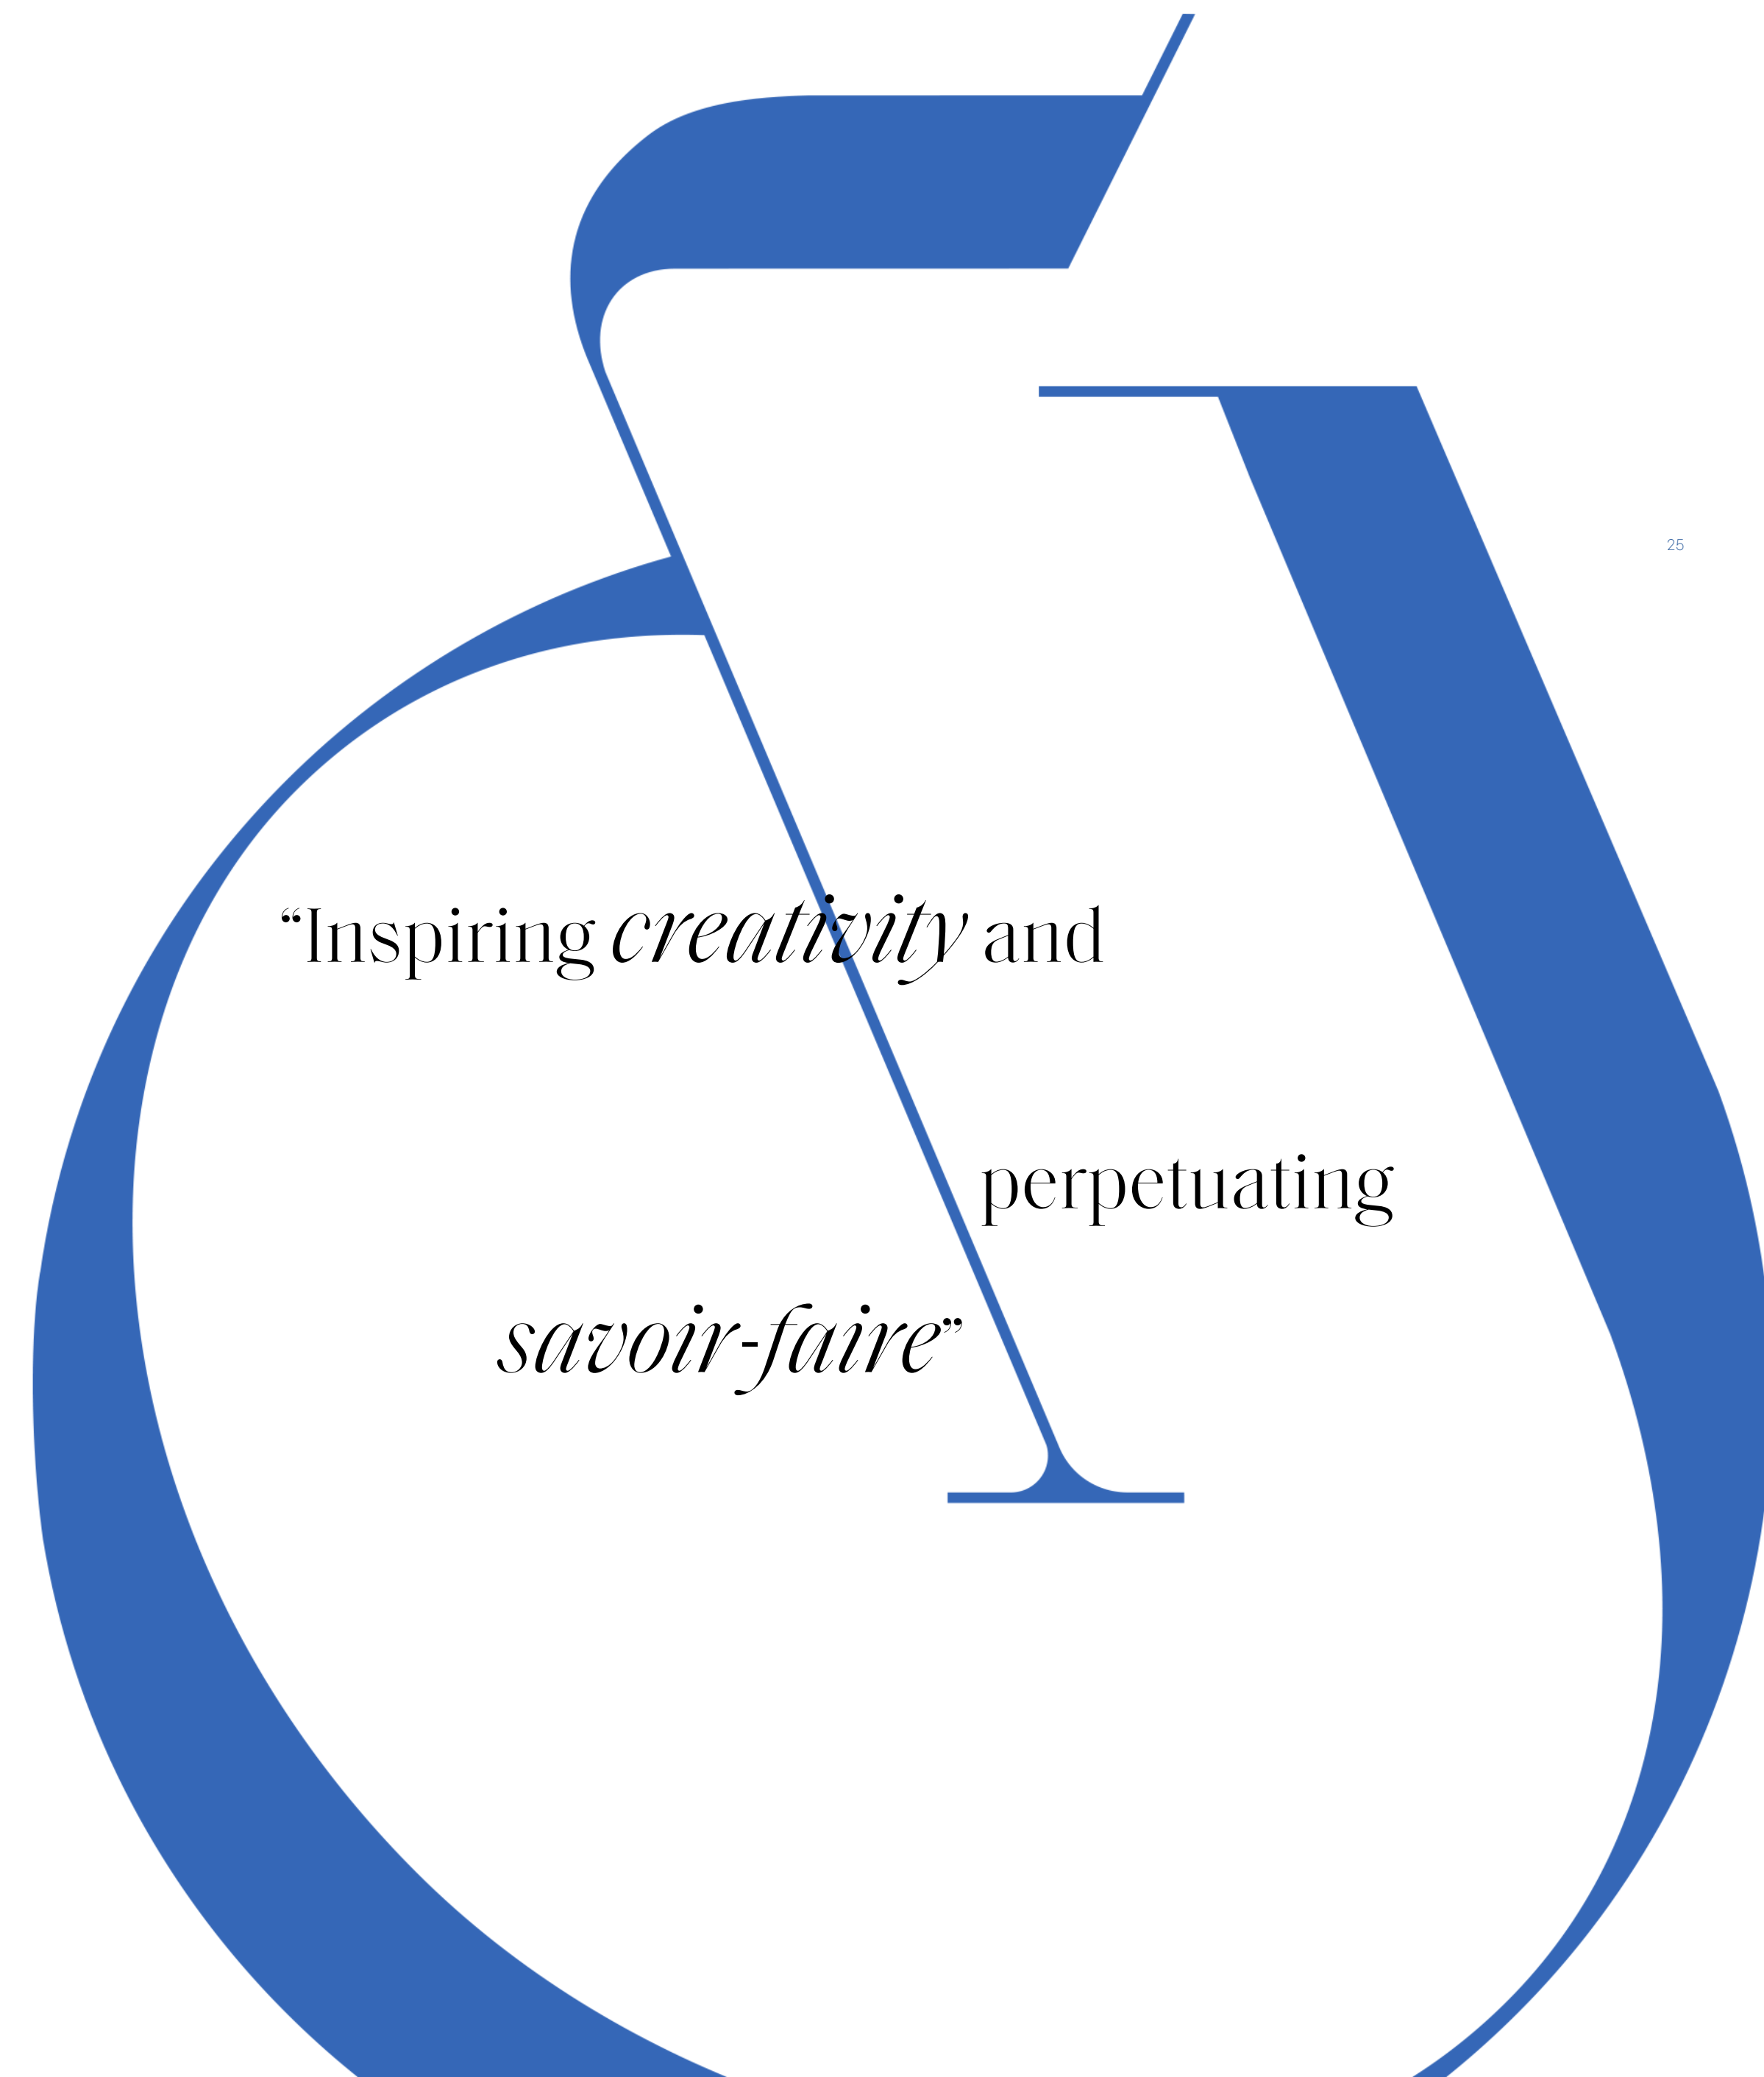 25
“Inspiring creativity and
perpetuating
savoir-faire”